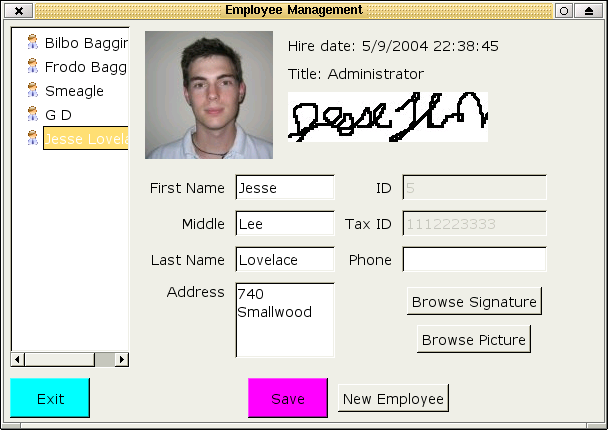 Employee Management
Bilbo Baggin
Frodo Bagg
Smeagle
G D
Jesse Lovela
Hire date: 5/9/2004 22:38:45
Title: Administrator
First Name Jesse
ID 5
Middle Lee
Tax ID 1112223333
Last Name Lovelace
Phone
Address 740
Smallwood
Browse Signature
Browse Picture
Exit
Save
New Employee